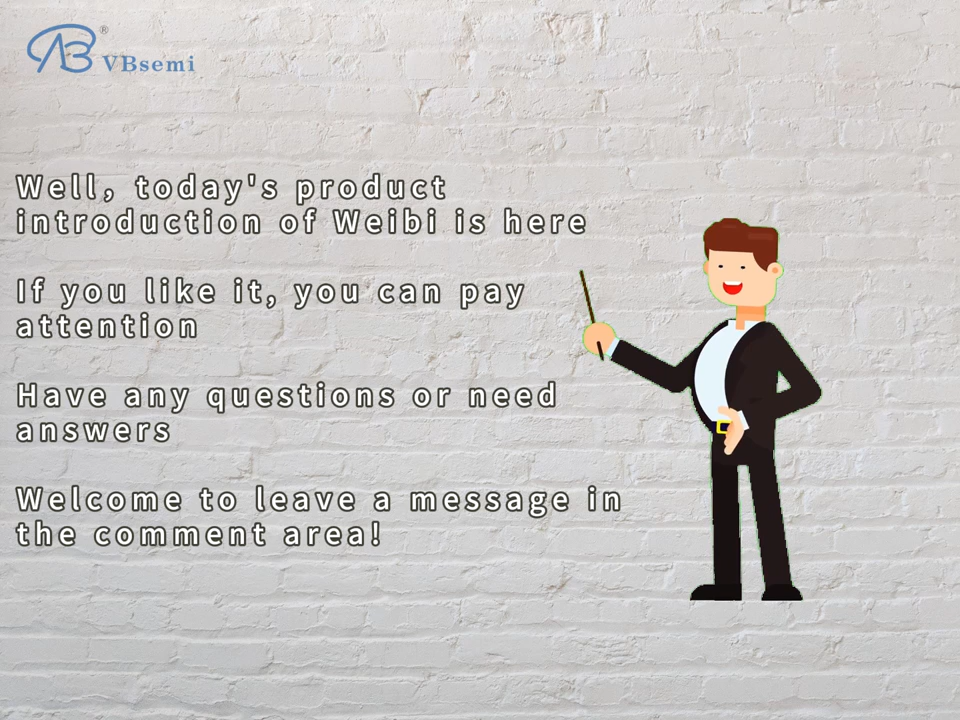 VBsemi
Well, today's product
introduction of Weibi is here
If you like it, you can pay
attention
Have any questions or need
answers
Welcome to leave a message in
the comment area!